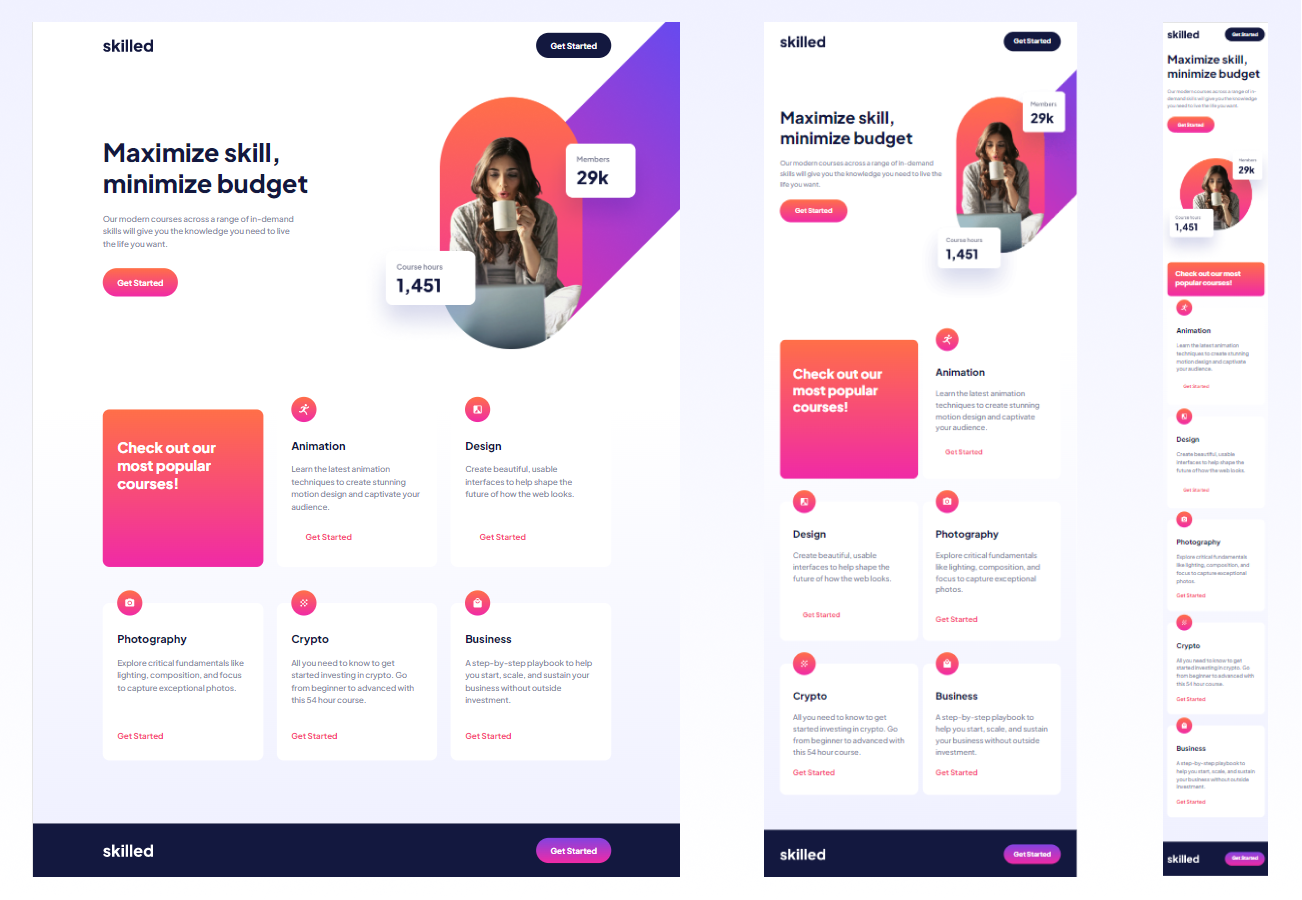 skilled
Get Started
Maximize skill,
minimize budget
Our modern courses across a range of in-demand
skills will give you the knowledge you need to live
the life you want.
Get Started
Members
29k
Course hours
1,451
Check out our
most popular
courses!
Animation
Learn the latest animation
techniques to create stunning
motion design and captivate your
audience.
Get Started
Design
Create beautiful, usable
interfaces to help shape the
future of how the web looks.
Get Started
Photography
Explore critical fundamentals like
lighting, composition, and focus
to capture exceptional photos.
Get Started
Crypto
All you need to know to get
started investing in crypto. Go
from beginner to advanced with
this 54 hour course.
Get Started
Business
A step-by-step playbook to help
you start, scale, and sustain your
business without outside
investment.
Get Started
skilled
Get Started
skilled
Get Started
Maximize skill,
minimize budget
Our modern courses across a range of in-demand
skills will give you the knowledge you need to live the
life you want.
Get Started
Members
29k
Course hours
1,451
Check out our
most popular
courses!
Animation
Learn the latest animation
techniques to create stunning
motion design and captivate
your audience.
Get Started
Design
Create beautiful, usable
interfaces to help shape the
future of how the web looks.
Get Started
Photography
Explore critical fundamentals
like lighting, composition, and
focus to capture exceptional
photos.
Get Started
Crypto
All you need to know to get
started investing in crypto. Go
from beginner to advanced with
this 54 hour course.
Get Started
Business
A step-by-step playbook to
help you start, scale, and sustain
your business without outside
investment.
Get Started
skilled
Get Started
skilled
Get Started
Maximize skill,
minimize budget
Our modern courses across a range of in-
demand skills will give you the knowledge
you need to live the life you want.
Get Started
Members
29k
Course hours
1,451
Check out our most
popular courses!
Animation
Learn the latest animation
techniques to create stunning
motion design and captivate
your audience.
Get Started
Design
Create beautiful, usable
interfaces to help shape the
future of how the web looks.
Get Started
Photography
Explore critical fundamentals
like lighting, composition, and
focus to capture exceptional
photos.
Get Started
Crypto
All you need to know to get
started investing in crypto. Go
from beginner to advanced with
this 54 hour course.
Get Started
Business
A step-by-step playbook to
help you start, scale, and sustain
your business without outside
investment.
Get Started
skilled
Get Started